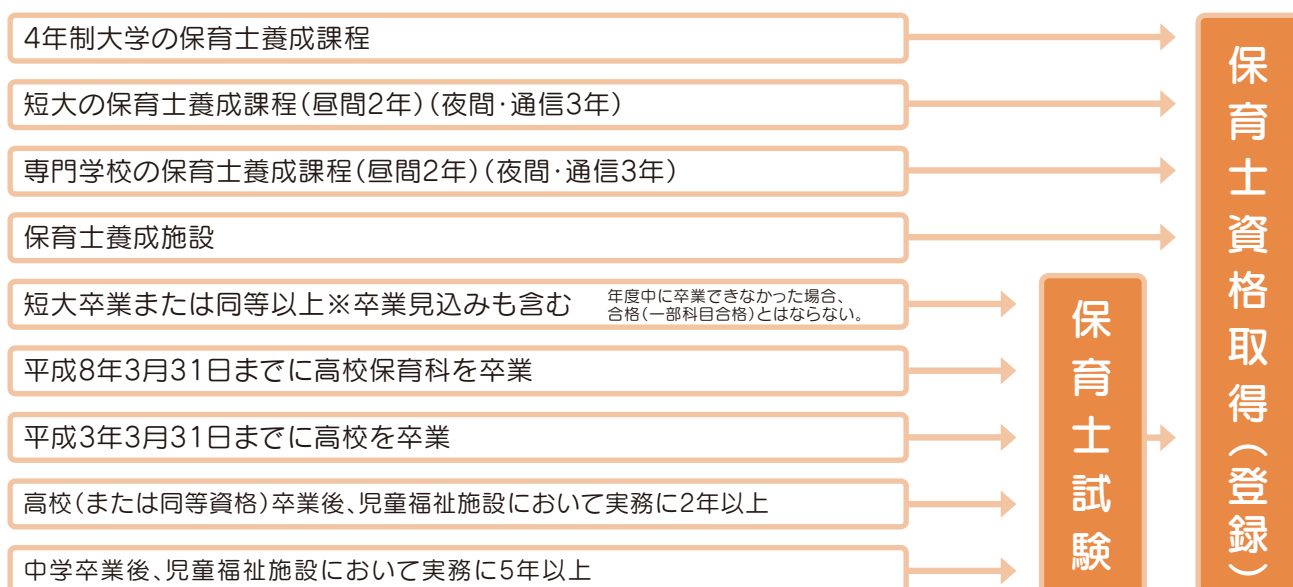 4年制大学の保育士養成課程
短大の保育士養成課程(昼間2年)(夜間・通信3年)
専門学校の保育士養成課程(昼間2年)(夜間・通信3年)
保育士養成施設
短大卒業または同等以上※卒業見込みも含む
年度中に卒業できなかった場合、
合格(一部科目合格)とはならない。
平成8年3月31日までに高校保育科を卒業
平成3年3月31日までに高校を卒業
高校(または同等資格)卒業後、児童福祉施設において実務に2年以上
中学卒業後、児童福祉施設において実務に5年以上
保育士試験
保育士資格取得(登録)